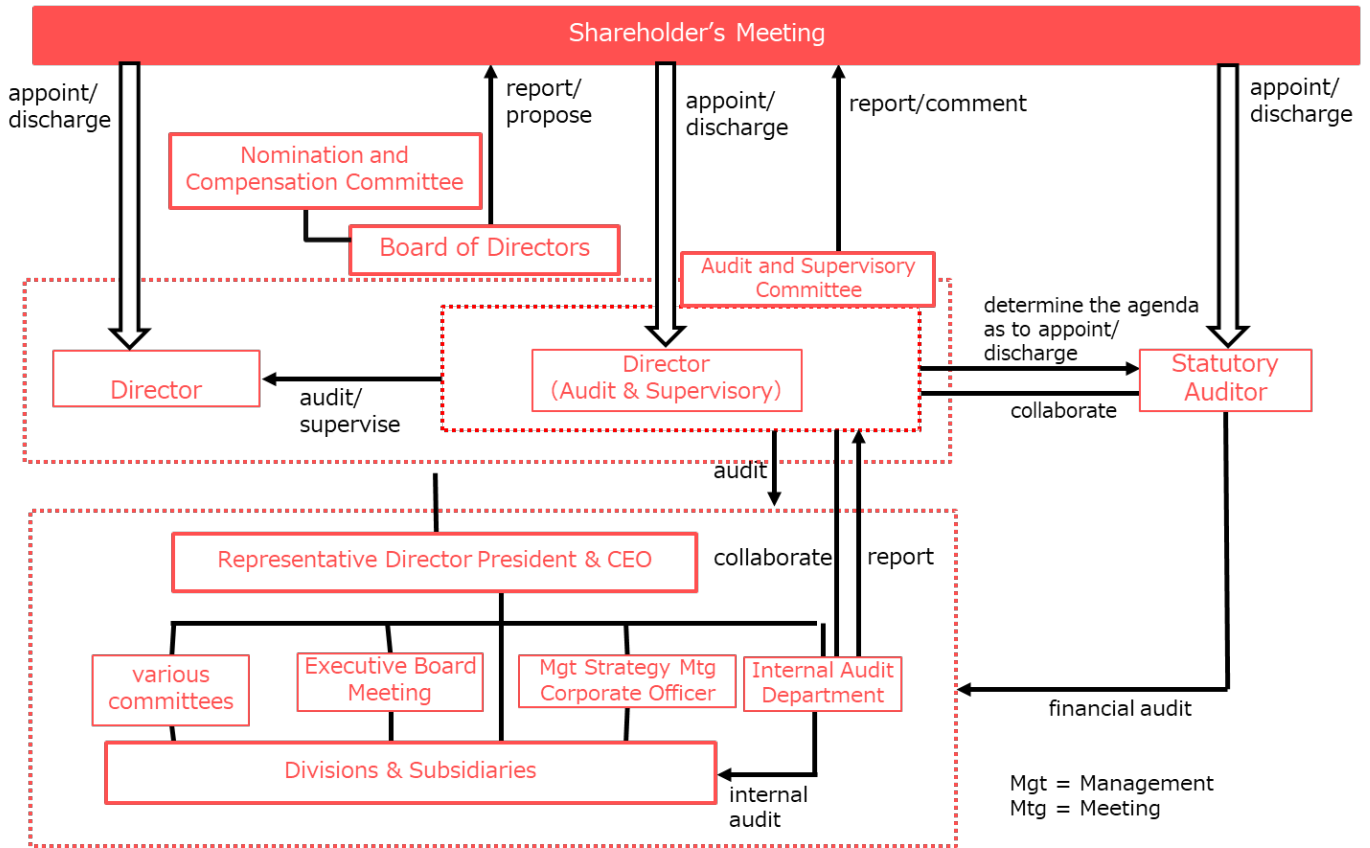 Shareholder's Meeting
appoint/
discharge
report/
propose
appoint/
discharge
report/comment
appoint/
discharge
Nomination and
Compensation Committee
Board of Directors
Audit and Supervisory
Committee
determine the agenda
as to appoint/
discharge
Director
audit/
supervise
Director
(Audit & Supervisory)
Statutory
Auditor
collaborate
audit
Representative Director President & CEO
collaborate
report
various
committees
Executive Board
Meeting
Mgt Strategy Mtg
Corporate Officer
Internal Audit
Department
financial audit
Divisions & Subsidiaries
internal
audit
Mgt = Management
Mtg = Meeting